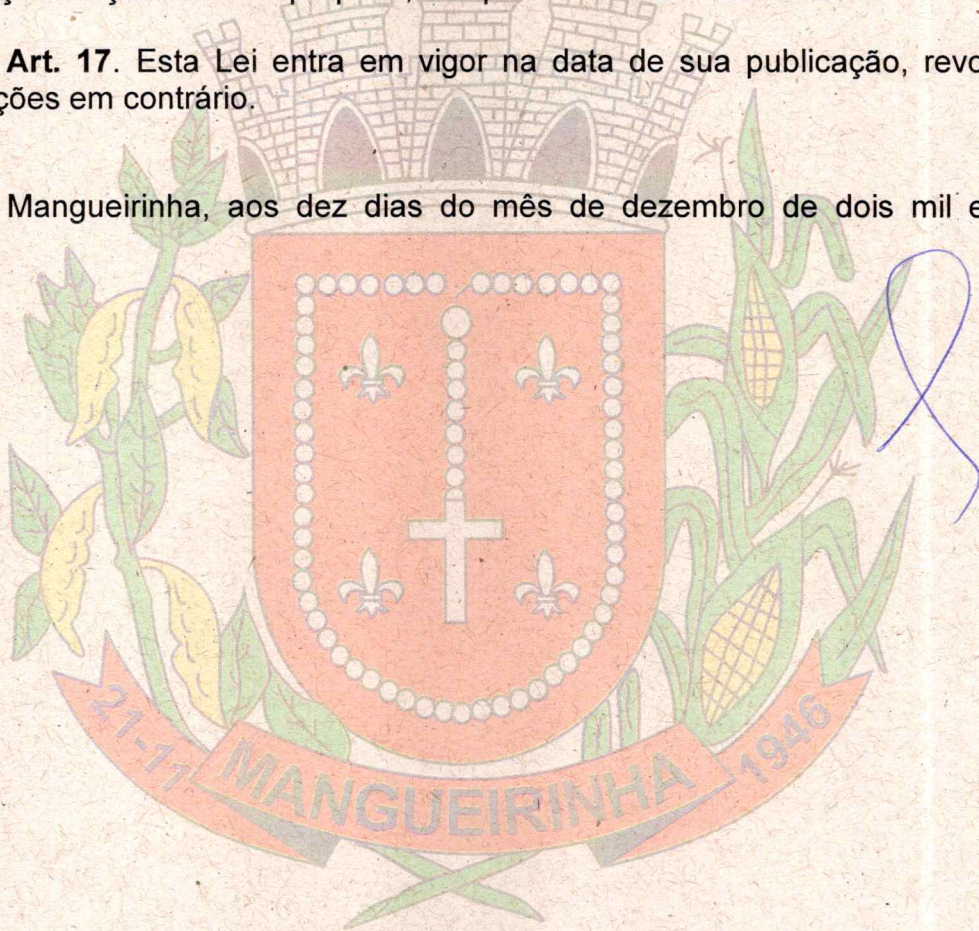 Art. 17. Esta Lei entra em vigor na data de sua publicação, revo
ções em contrário.
Mangueirinha, aos dez dias do mês de dezembro de dois mil e
21-11
MANGUEIRINHA
1946